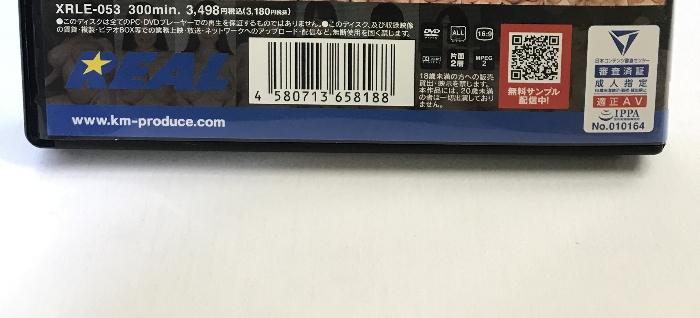 XRLE-053 300min. 3,498円税込(3,180円税抜)
●このディスクは全てのPC・DVDプレーヤーでの再生を保証するものではありません。●このディスク、及び収録映像
の賃貸・複製・ビデオBOX等での業務上映・放送・ネットワークへのアップロード・配信など、無断使用を固く禁じます。
REAL
4 580713 658188
www.km-produce.com
DVD
ALL
16:9
片面
2層
MPEG
2
18歳未満の方への販売
貸出・映示を禁ず。
本作品には、20歳未満
の者は一切出演しており
ません。
無料サンプル
配信中!
日本コンテンツ審査センター
審査済証
成人指定
適正AV
IPPA
No.010164